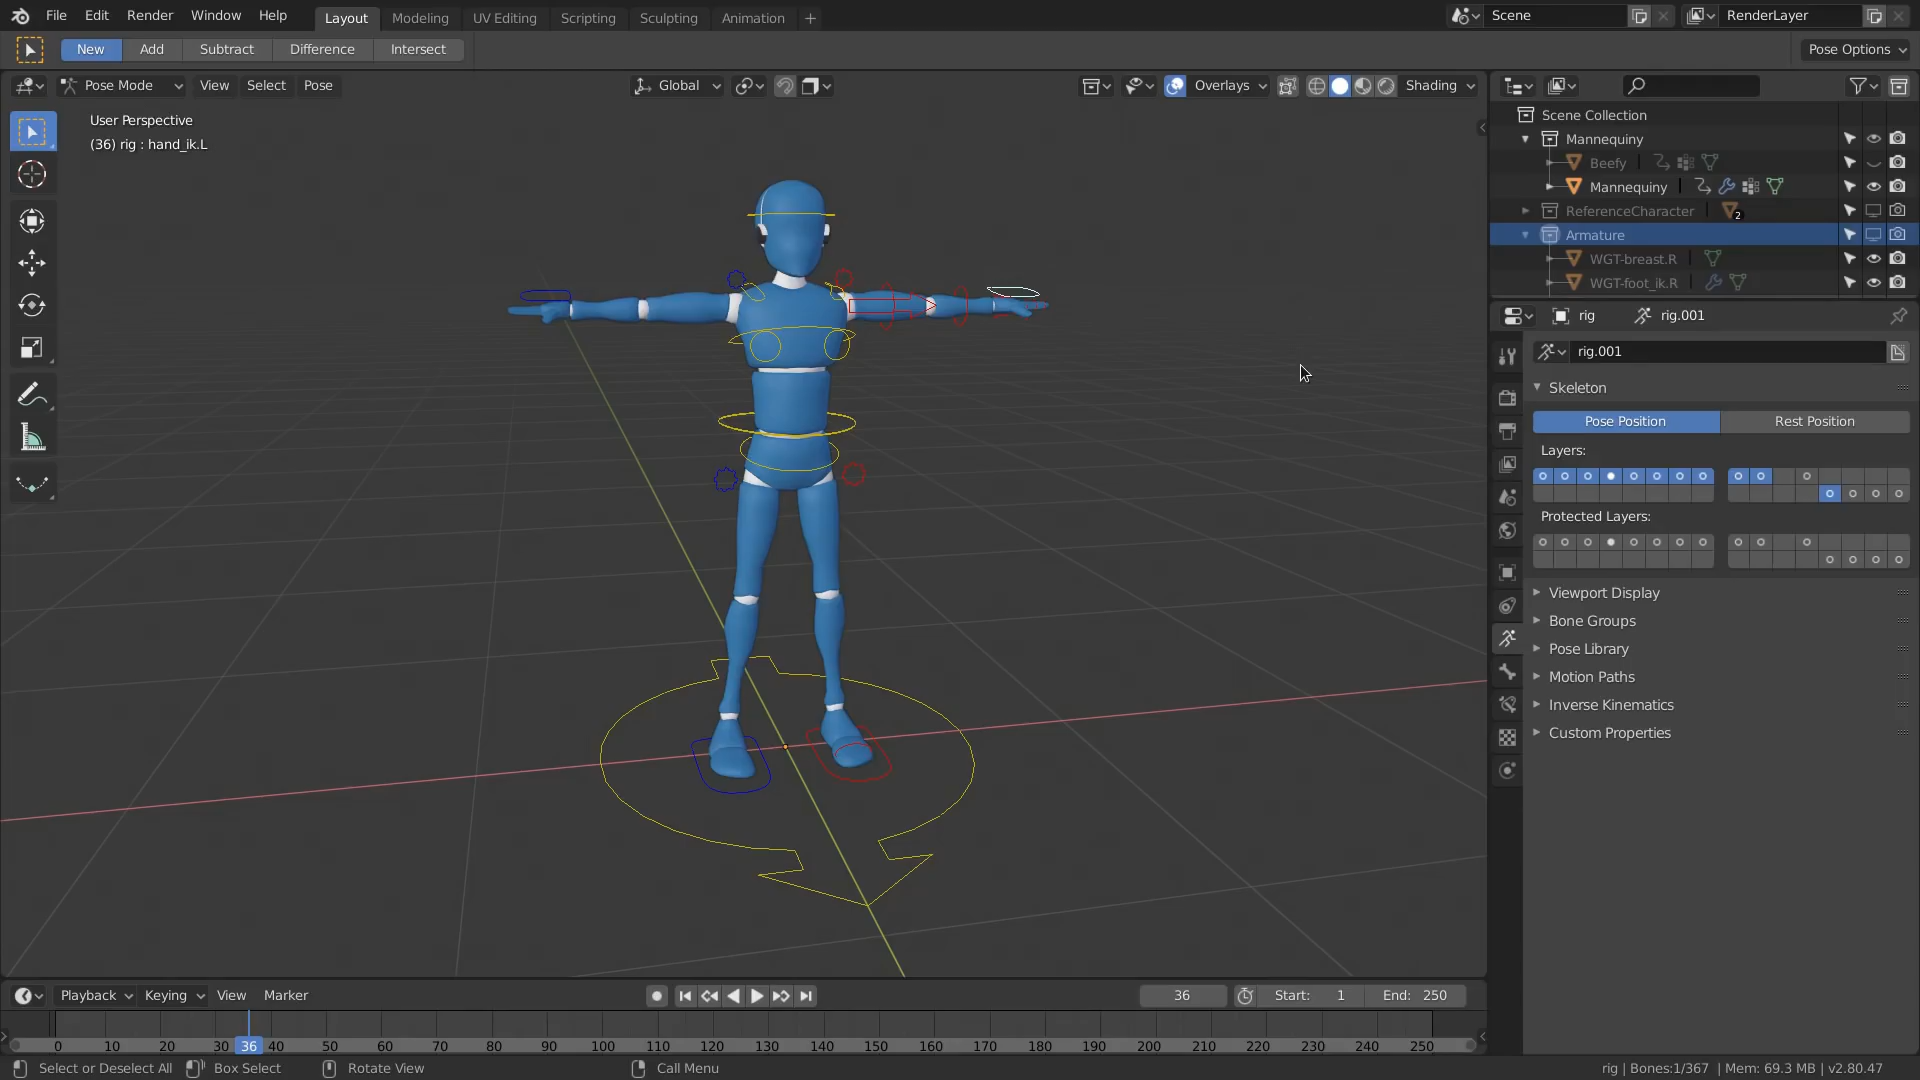 File Edit Render Window Help Layout Modeling UV Editing Scripting Sculpting Animation + Scene RenderLayer
New Add Subtract Difference Intersect Pose Options
Pose Mode View Select Pose Global Overlays Shading
User Perspective
(36) rig : hand_ik.L
Scene Collection
Mannequiny
Beefy
Mannequiny
ReferenceCharacter 2
Armature
WGT-breast.R
WGT-foot_ik.R
rig rig.001
rig.001
Skeleton
Pose Position Rest Position
Layers:
Protected Layers:
Viewport Display
Bone Groups
Pose Library
Motion Paths
Inverse Kinematics
Custom Properties
Playback Keying View Marker 36 Start: 1 End: 250
0 10 20 30 36 40 50 60 70 80 90 100 110 120 130 140 150 160 170 180 190 200 210 220 230 240 250
Select or Deselect All Box Select Rotate View Call Menu rig | Bones:1/367 | Mem: 69.3 MB | v2.80.47